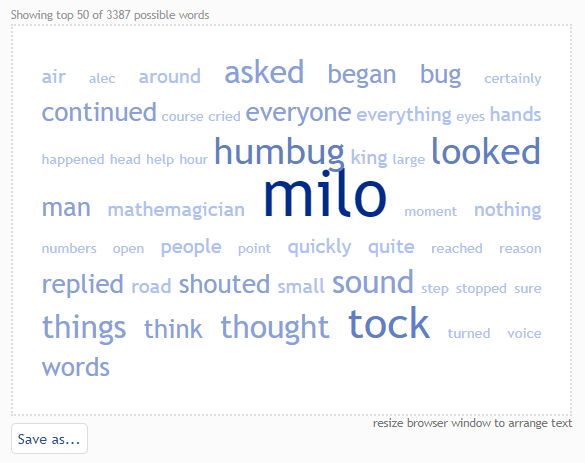 Showing top 50 of 3387 possible words
air alec around asked began bug certainly
continued course cried everyone everything eyes hands
happened head help hour humbug king large looked
man mathemagician milo moment nothing
numbers open people point quickly quite reached reason
replied road shouted small sound step stopped sure
things think thought tock turned voice
words
resize browser window to arrange text
Save as...